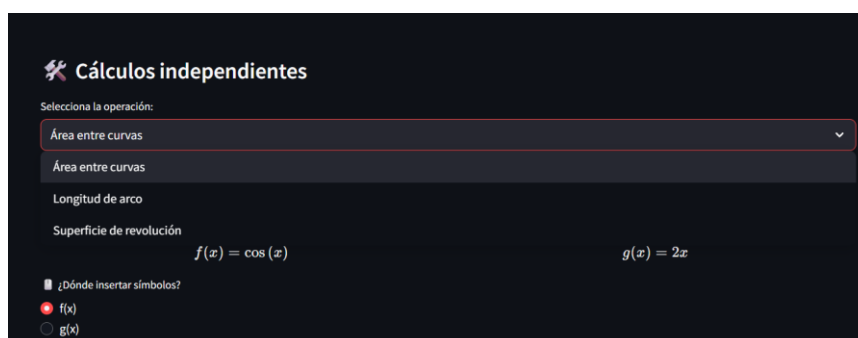 🛠️ Cálculos independientes
Selecciona la operación:
Área entre curvas
Área entre curvas
Longitud de arco
Superficie de revolución
f(x) = cos (x) g(x) = 2x
¿Dónde insertar símbolos?
f(x)
g(x)